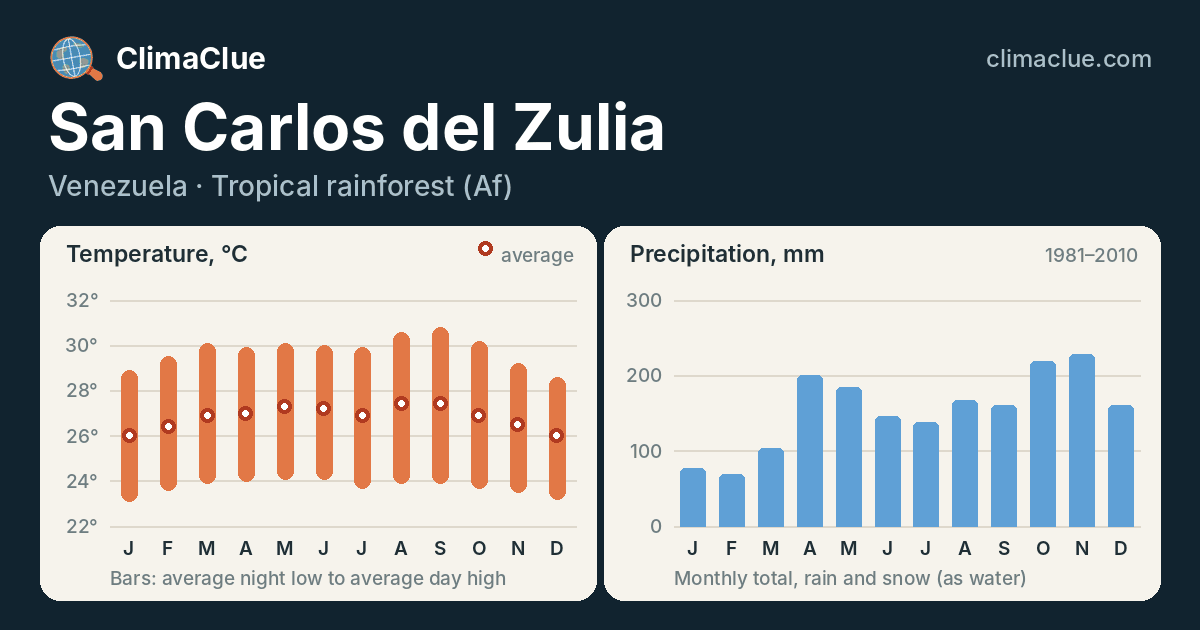 ClimaClue
climaclue.com
San Carlos del Zulia
Venezuela · Tropical rainforest (Af)
Temperature, °C
average
32°
30°
28°
26°
24°
22°
J F M A M J J A S O N D
Bars: average night low to average day high
Precipitation, mm
1981–2010
300
200
100
0
J F M A M J J A S O N D
Monthly total, rain and snow (as water)